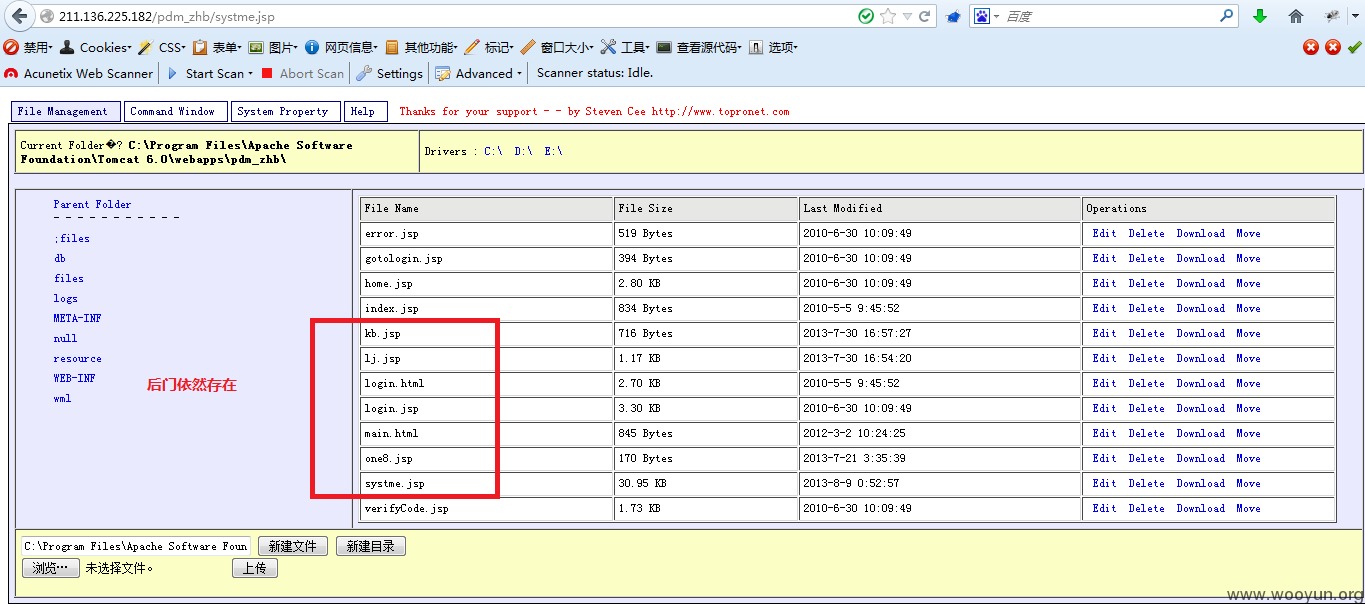 211.136.225.182/pdm_zhb/systme.jsp
百度
禁用 Cookies CSS 表单 图片 网页信息 其他功能 标记 窗口大小 工具 查看源代码 选项
Acunetix Web Scanner Start Scan Abort Scan Settings Advanced Scanner status: Idle.
File Management Command Window System Property Help Thanks for your support - - by Steven Cee http://www.topronet.com
Current Folder�? C:\Program Files\Apache Software
Foundation\Tomcat 6.0\webapps\pdm_zhb\
Drivers : C:\ D:\ E:\
Parent Folder
- - - - - - - - - - -
;files
db
files
logs
META-INF
null
resource
WEB-INF
wml
后门依然存在
File Name File Size Last Modified Operations
error.jsp 519 Bytes 2010-6-30 10:09:49 Edit Delete Download Move
gotologin.jsp 394 Bytes 2010-6-30 10:09:49 Edit Delete Download Move
home.jsp 2.80 KB 2010-6-30 10:09:49 Edit Delete Download Move
index.jsp 834 Bytes 2010-5-5 9:45:52 Edit Delete Download Move
kb.jsp 716 Bytes 2013-7-30 16:57:27 Edit Delete Download Move
lj.jsp 1.17 KB 2013-7-30 16:54:20 Edit Delete Download Move
login.html 2.70 KB 2010-5-5 9:45:52 Edit Delete Download Move
login.jsp 3.30 KB 2010-6-30 10:09:49 Edit Delete Download Move
main.html 845 Bytes 2012-3-2 10:24:25 Edit Delete Download Move
one8.jsp 170 Bytes 2013-7-21 3:35:39 Edit Delete Download Move
systme.jsp 30.95 KB 2013-8-9 0:52:57 Edit Delete Download Move
verifyCode.jsp 1.73 KB 2010-6-30 10:09:49 Edit Delete Download Move
C:\Program Files\Apache Software Foun 新建文件 新建目录
浏览… 未选择文件。 上传
www.wooyun.org